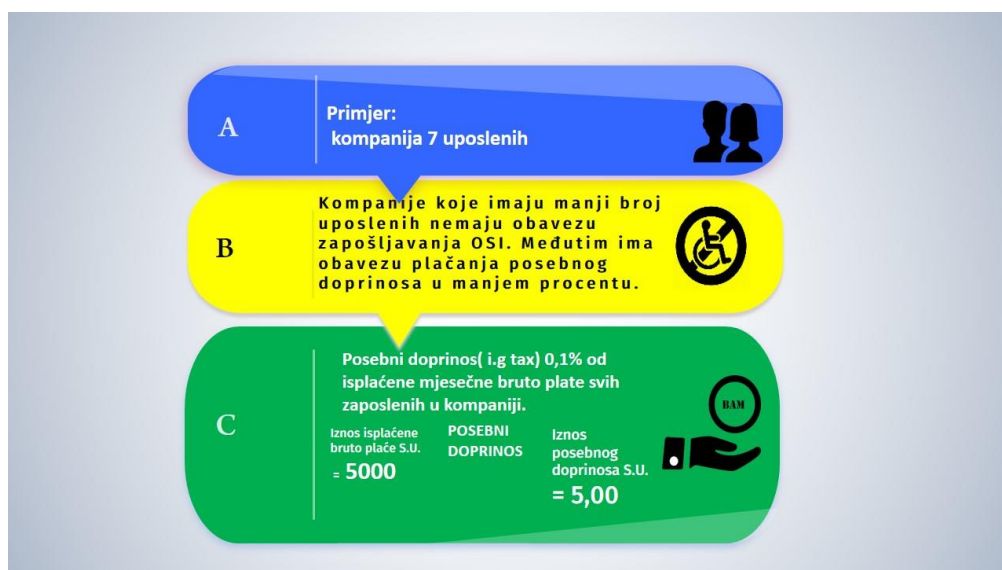 A
Primjer:
kompanija 7 uposlenih
B
Kompanije koje imaju manji broj
uposlenih nemaju obavezu
zapošljavanja OSI. Međutim ima
obavezu plačanja posebnog
doprinosa u manjem procentu.
C
Posebni doprinos( i.g tax) 0,1% od
isplaćene mjesečne bruto plate svih
zaposlenih u kompaniji.
BAM
Iznos isplaćene
bruto plaće S.U.
= 5000
POSEBNI
DOPRINOS
Iznos
posebnog
doprinosa S.U.
= 5,00